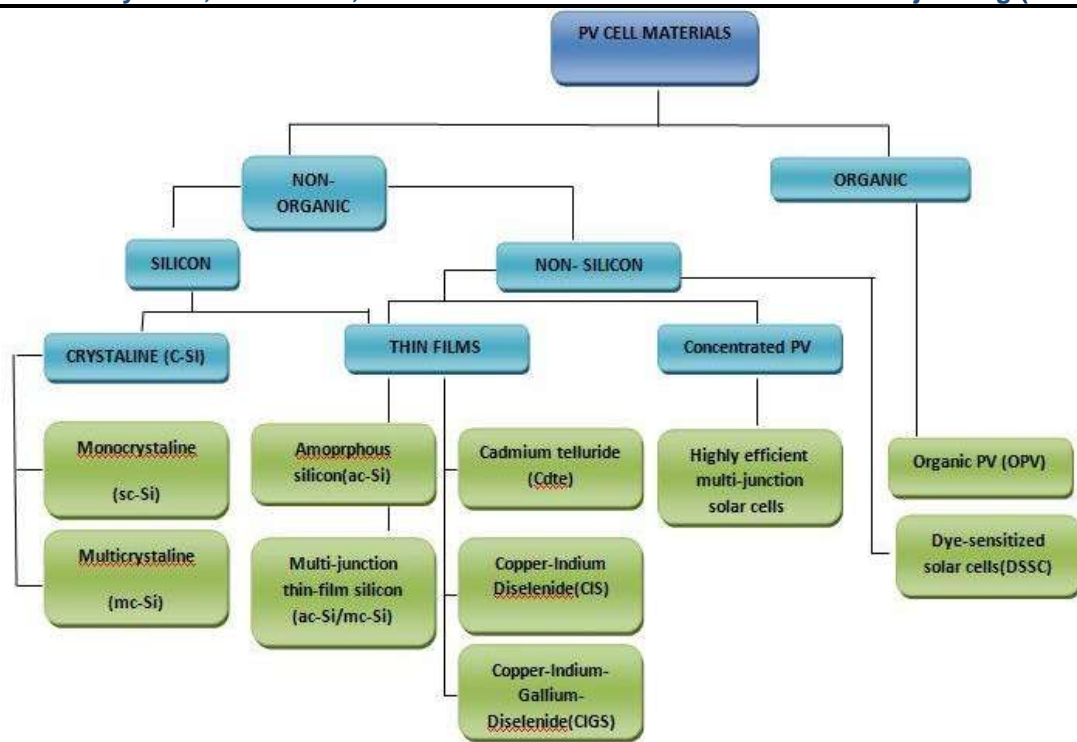 PV CELL MATERIALS
NON-
ORGANIC
ORGANIC
SILICON
NON- SILICON
CRYSTALINE (C-SI)
THIN FILMS
Concentrated PV
Monocrystaline
(sc-Si)
Amoprphous
silicon(ac-Si)
Cadmium telluride
(Cdte)
Highly efficient
multi-junction
solar cells
Organic PV (OPV)
Multicrystaline
(mc-Si)
Multi-junction
thin-film silicon
(ac-Si/mc-Si)
Copper-Indium
Diselenide(CIS)
Dye-sensitized
solar cells(DSSC)
Copper-Indium-
Gallium-
Diselenide(CIGS)